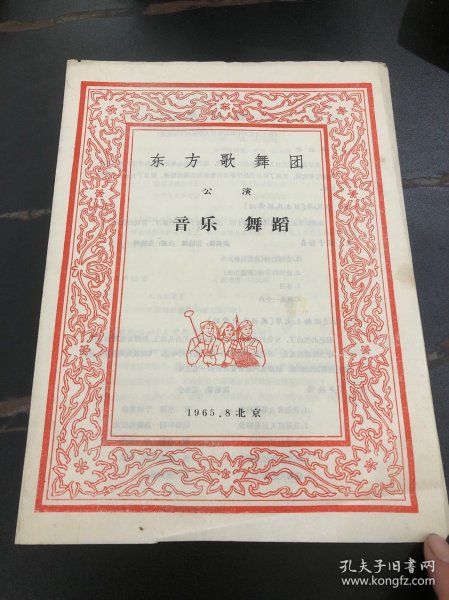 东方歌舞团
公演
音乐 舞蹈
1965.8北京
孔夫子旧书网
www.kongfz.com